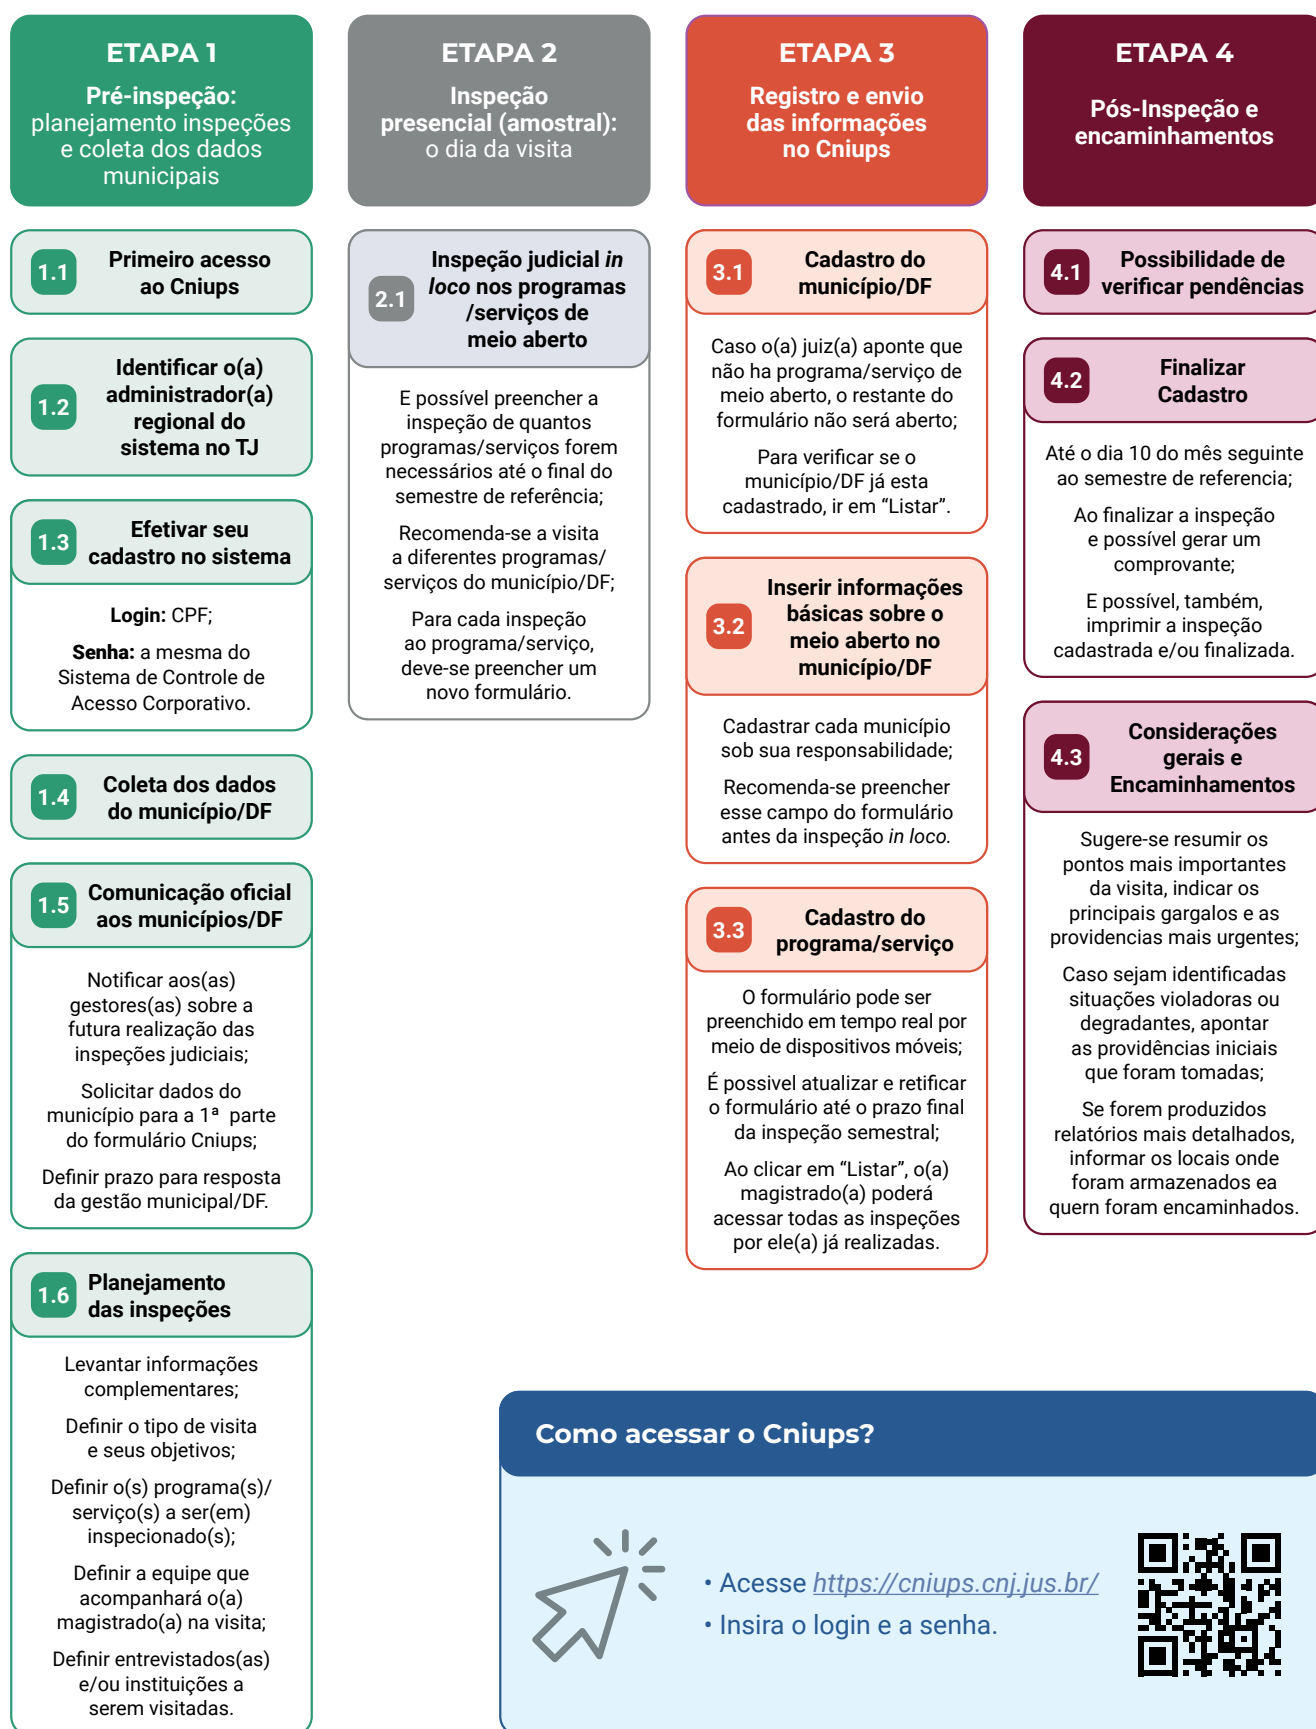 ETAPA 1
Pré-inspeção:
planejamento inspeções
e coleta dos dados
municipais
1.1
Primeiro acesso
ao Cniups
1.2
Identificar o(a)
administrador(a)
regional do
sistema no TJ
1.3
Efetivar seu
cadastro no sistema
Login: CPF;
Senha: a mesma do
Sistema de Controle de
Acesso Corporativo.
1.4
Coleta dos dados
do município/DF
1.5
Comunicação oficial
aos municípios/DF
Notificar aos(as)
gestores(as) sobre a
futura realização das
inspeções judiciais;
Solicitar dados do
município para a 1ª parte
do formulário Cniups;
Definir prazo para resposta
da gestão municipal/DF.
1.6
Planejamento
das inspeções
Levantar informações
complementares;
Definir o tipo de visita
e seus objetivos;
Definir o(s) programa(s)/
serviço(s) a ser(em)
inspecionado(s);
Definir a equipe que
acompanhará o(a)
magistrado(a) na visita;
Definir entrevistados(as)
e/ou instituições a
serem visitadas.
ETAPA 2
Inspeção
presencial (amostral):
o dia da visita
2.1
Inspeção judicial in
loco nos programas
/serviços de
meio aberto
E possível preencher a
inspeção de quantos
programas/serviços forem
necessários até o final do
semestre de referência;
Recomenda-se a visita
a diferentes programas/
serviços do município/DF;
Para cada inspeção
ao programa/serviço,
deve-se preencher um
novo formulário.
ETAPA 3
Registro e envio
das informações
no Cniups
3.1
Cadastro do
município/DF
Caso o(a) juiz(a) aponte que
não ha programa/serviço de
meio aberto, o restante do
formulário não será aberto;
Para verificar se o
município/DF já esta
cadastrado, ir em “Listar”.
3.2
Inserir informações
básicas sobre o
meio aberto no
município/DF
Cadastrar cada município
sob sua responsabilidade;
Recomenda-se preencher
esse campo do formulário
antes da inspeção in loco.
3.3
Cadastro do
programa/serviço
O formulário pode ser
preenchido em tempo real por
meio de dispositivos móveis;
É possivel atualizar e retificar
o formulário até o prazo final
da inspeção semestral;
Ao clicar em “Listar”, o(a)
magistrado(a) poderá
acessar todas as inspeções
por ele(a) já realizadas.
ETAPA 4
Pós-Inspeção e
encaminhamentos
4.1
Possibilidade de
verificar pendências
4.2
Finalizar
Cadastro
Até o dia 10 do mês seguinte
ao semestre de referencia;
Ao finalizar a inspeção
e possível gerar um
comprovante;
E possível, também,
imprimir a inspeção
cadastrada e/ou finalizada.
4.3
Considerações
gerais e
Encaminhamentos
Sugere-se resumir os
pontos mais importantes
da visita, indicar os
principais gargalos e as
providencias mais urgentes;
Caso sejam identificadas
situações violadoras ou
degradantes, apontar
as providências iniciais
que foram tomadas;
Se forem produzidos
relatórios mais detalhados,
informar os locais onde
foram armazenados ea
quern foram encaminhados.
Como acessar o Cniups?
• Acesse https://cniups.cnj.jus.br/
• Insira o login e a senha.